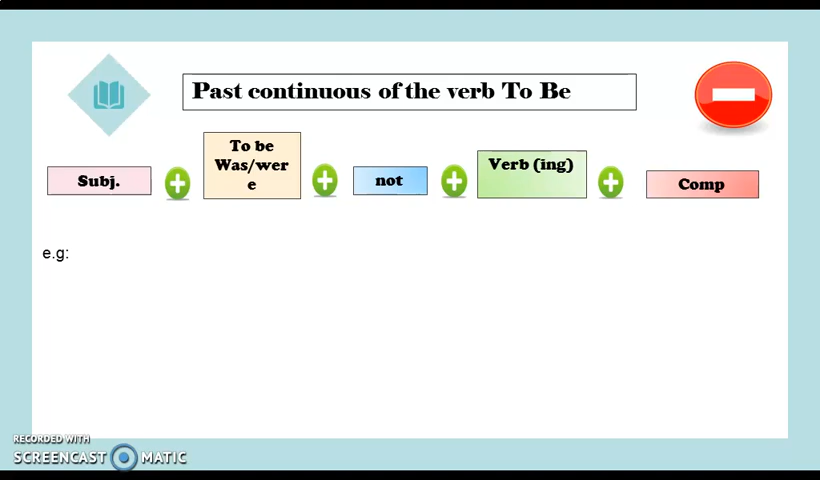 Past continuous of the verb To Be
Subj.
To be
Was/wer
e
not
Verb (ing)
Comp
e.g:
RECORDED WITH
SCREENCAST MATIC